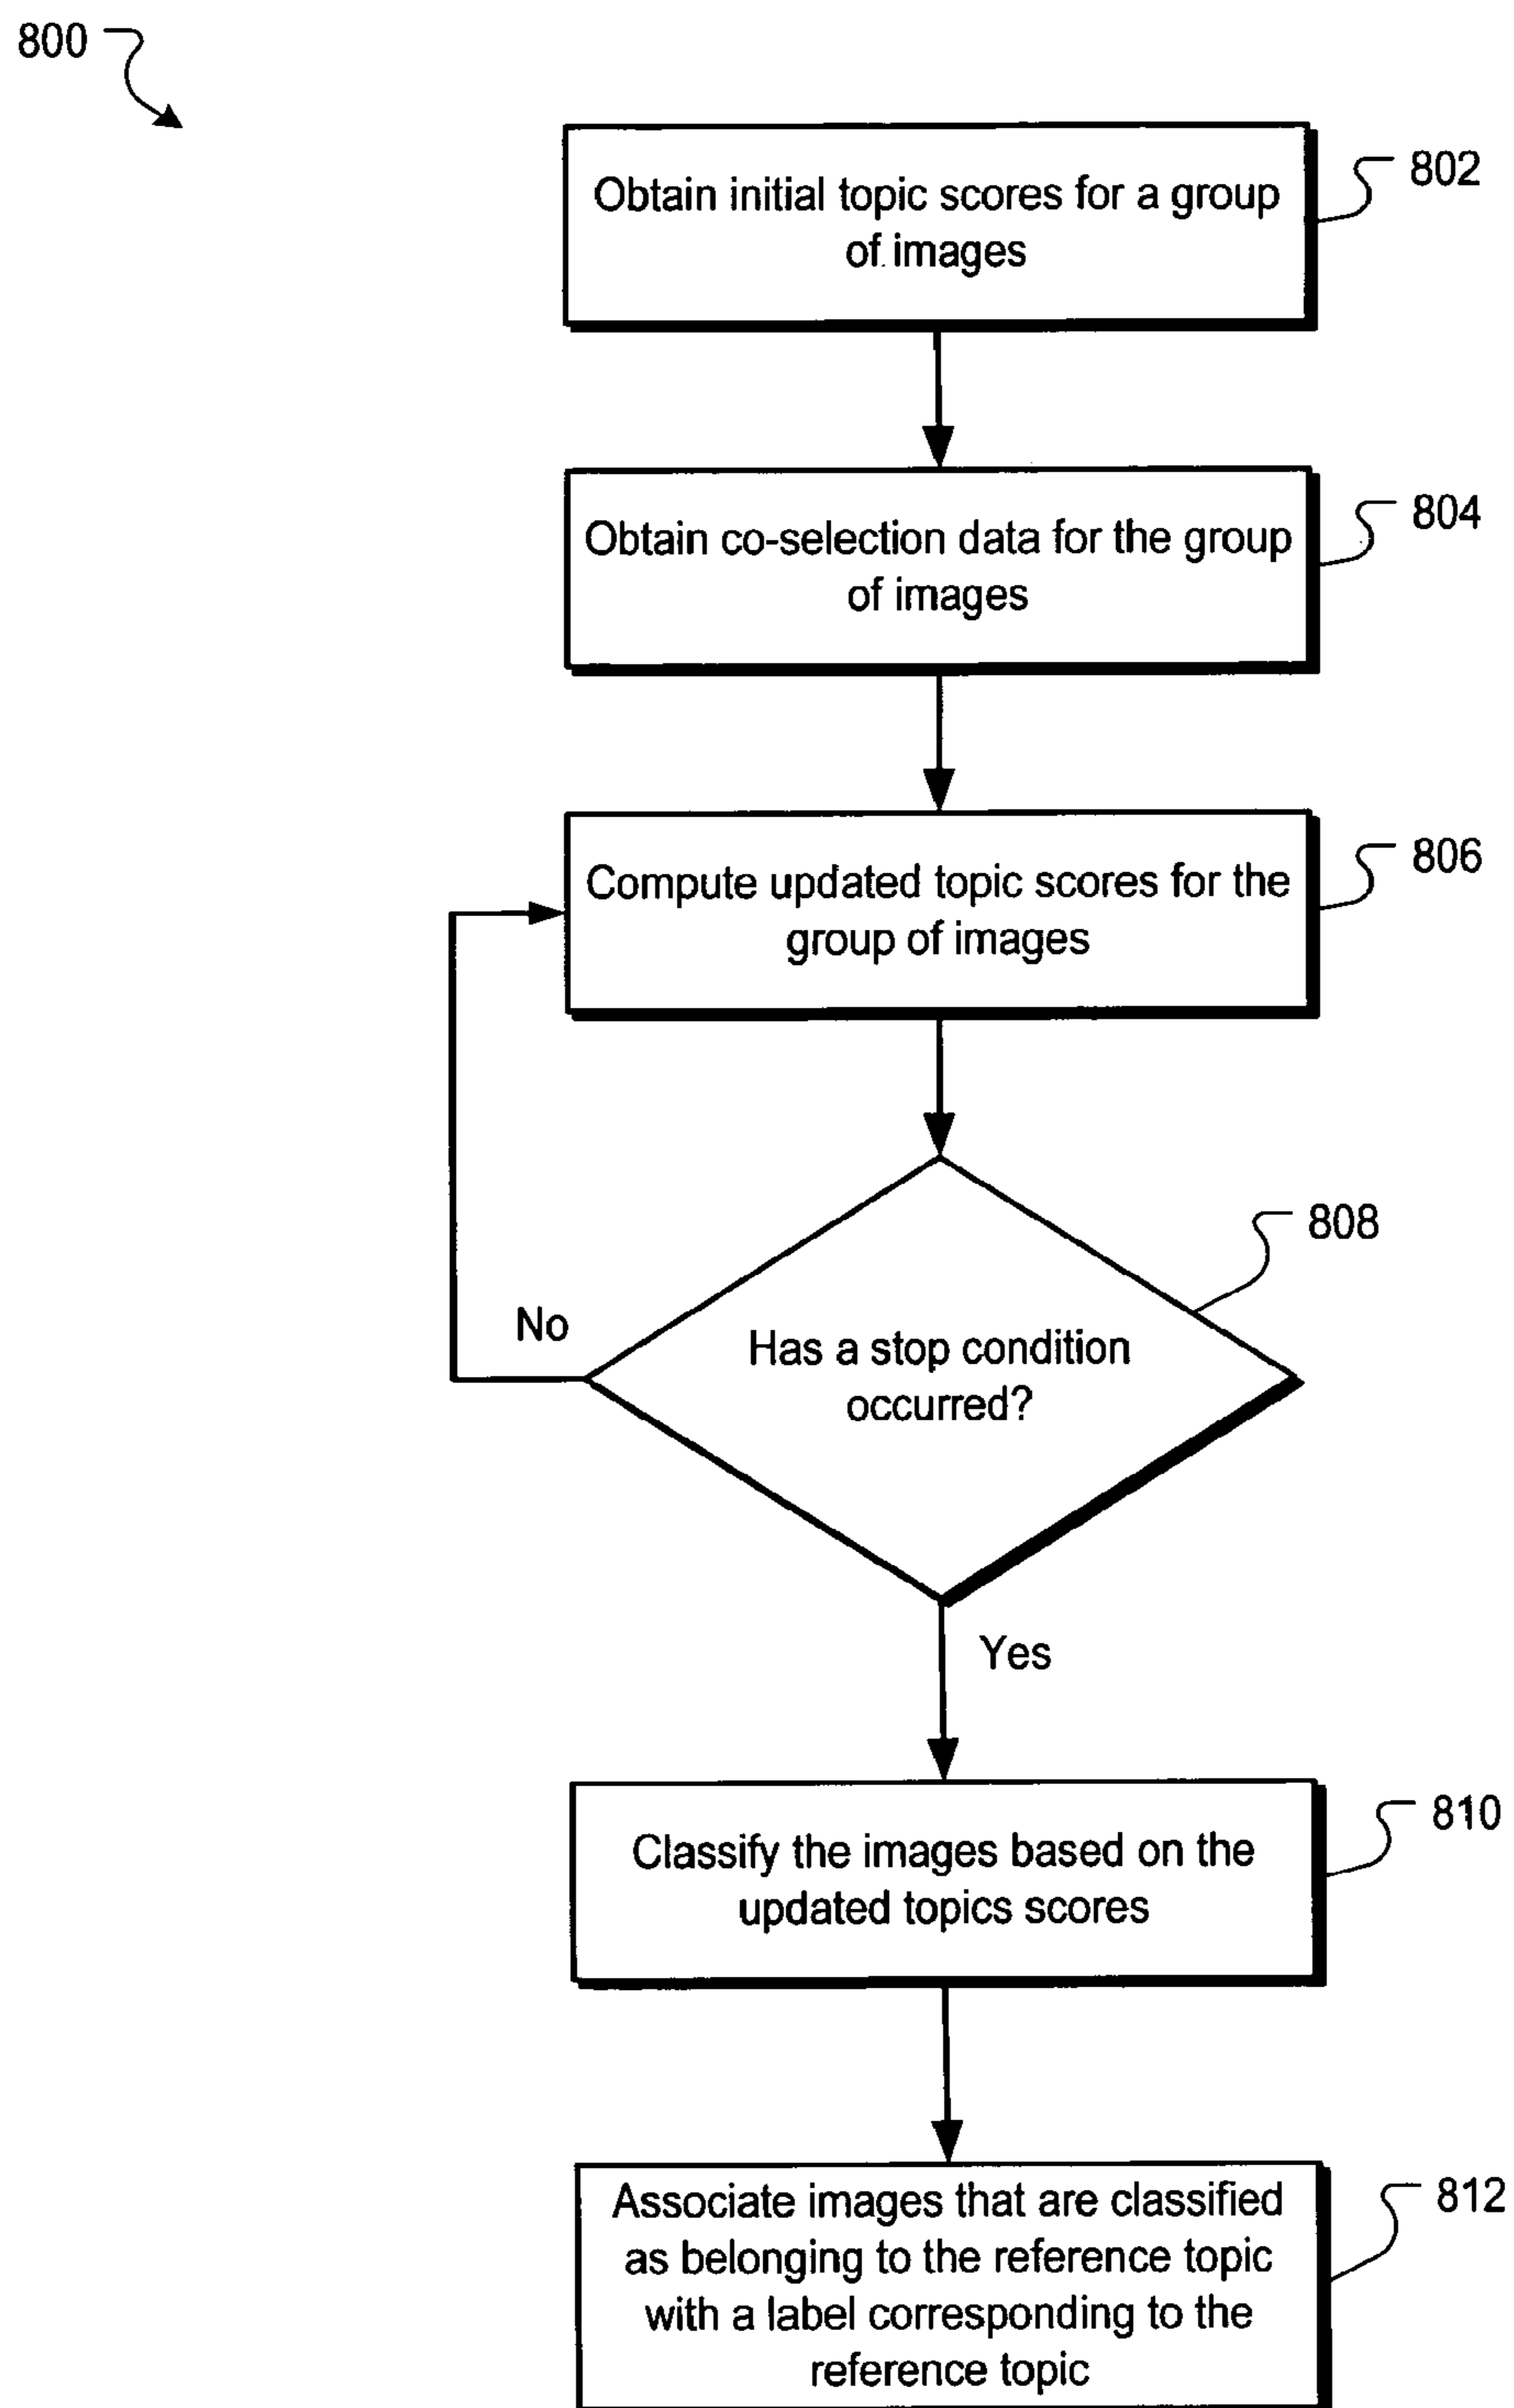 800
Obtain initial topic scores for a group
of images
802
Obtain co-selection data for the group
of images
804
Compute updated topic scores for the
group of images
806
Has a stop condition
occurred?
808
No
Yes
Classify the images based on the
updated topics scores
810
Associate images that are classified
as belonging to the reference topic
with a label corresponding to the
reference topic
812